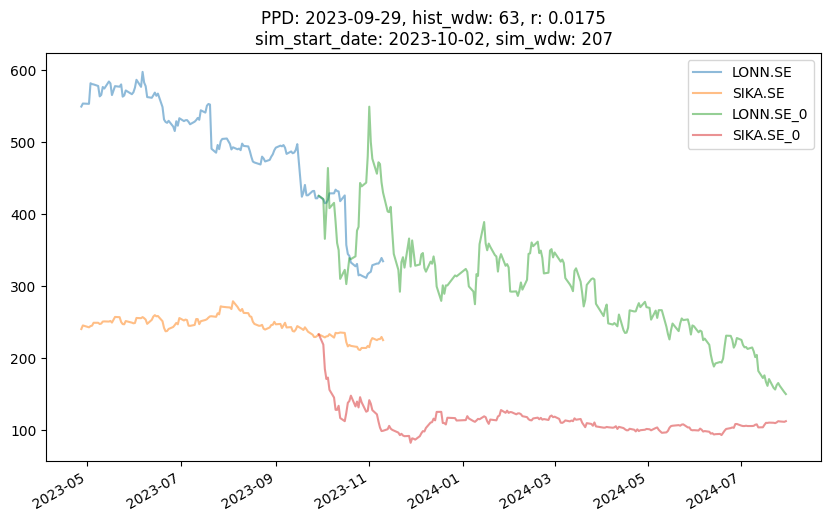 PPD: 2023-09-29, hist_wdw: 63, r: 0.0175
sim_start_date: 2023-10-02, sim_wdw: 207
LONN.SE
SIKA.SE
LONN.SE_0
SIKA.SE_0
600
500
400
300
200
100
2023-05
2023-07
2023-09
2023-11
2024-01
2024-03
2024-05
2024-07